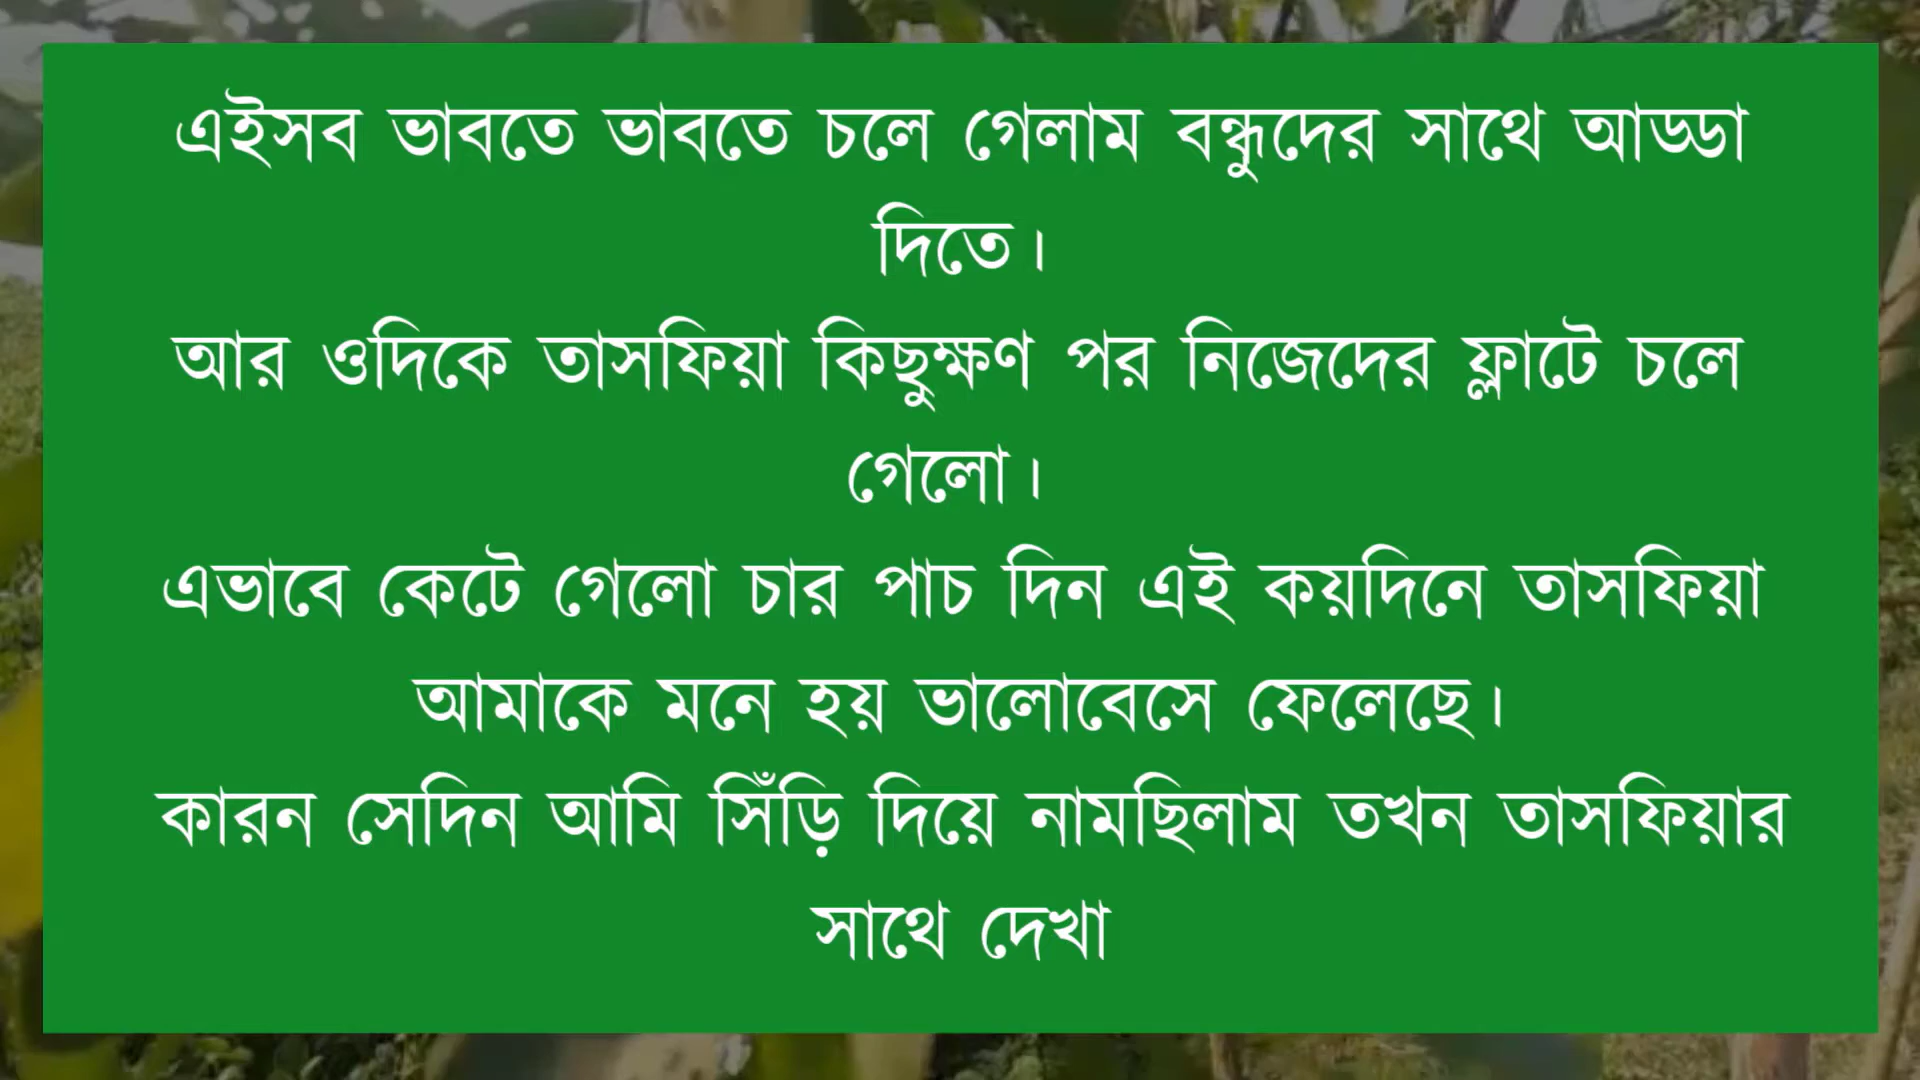 এইসব ভাবতে ভাবতে চলে গেলাম বন্ধুদের সাথে আড্ডা
দিতে।
আর ওদিকে তাসফিয়া কিছুক্ষণ পর নিজেদের ফ্লাটে চলে
গেলো।
এভাবে কেটে গেলো চার পাচ দিন এই কয়দিনে তাসফিয়া
আমাকে মনে হয় ভালোবেসে ফেলেছে।
কারন সেদিন আমি সিঁড়ি দিয়ে নামছিলাম তখন তাসফিয়ার
সাথে দেখা